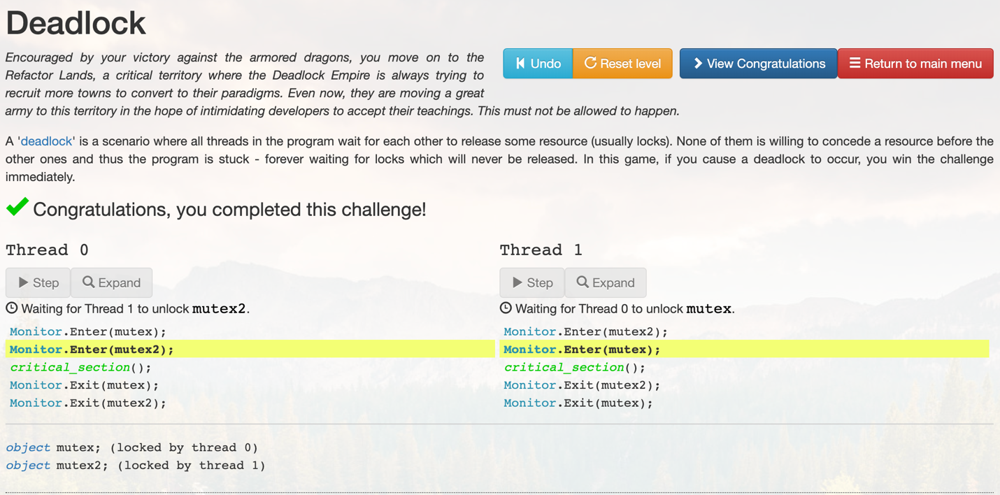 Deadlock
Encouraged by your victory against the armored dragons, you move on to the
Refactor Lands, a critical territory where the Deadlock Empire is always trying to
recruit more towns to convert to their paradigms. Even now, they are moving a great
army to this territory in the hope of intimidating developers to accept their teachings. This must not be allowed to happen.
Undo Reset level View Congratulations Return to main menu
A 'deadlock' is a scenario where all threads in the program wait for each other to release some resource (usually locks). None of them is willing to concede a resource before the
other ones and thus the program is stuck - forever waiting for locks which will never be released. In this game, if you cause a deadlock to occur, you win the challenge
immediately.
Congratulations, you completed this challenge!
Thread 0
Step Expand
Waiting for Thread 1 to unlock mutex2.
Monitor.Enter(mutex);
Monitor.Enter(mutex2);
critical_section();
Monitor.Exit(mutex);
Monitor.Exit(mutex2);
Thread 1
Step Expand
Waiting for Thread 0 to unlock mutex.
Monitor.Enter(mutex2);
Monitor.Enter(mutex);
critical_section();
Monitor.Exit(mutex2);
Monitor.Exit(mutex);
object mutex; (locked by thread 0)
object mutex2; (locked by thread 1)